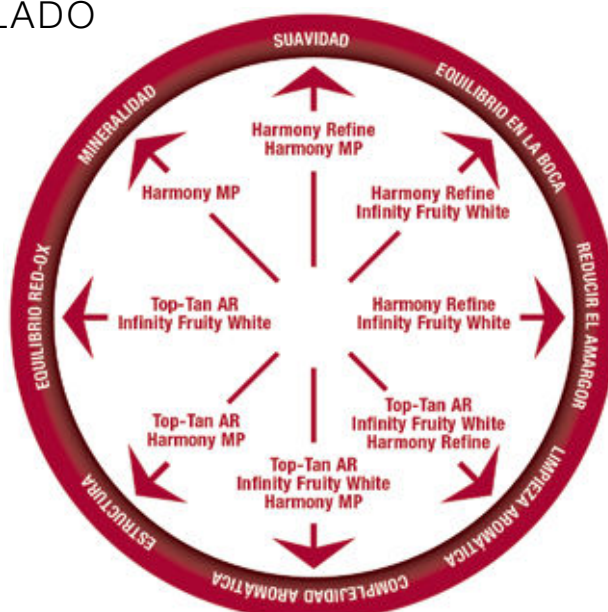 LADO
SUAVIDAD
Harmony Refine
Harmony MP
EQUILIBRIO EN LA BOCA
Harmony Refine
Infinity Fruity White
REDUCIR EL AMARGOR
Harmony Refine
Infinity Fruity White
LIMPIEZA AROMÁTICA
Top-Tan AR
Infinity Fruity White
Harmony Refine
COMPLEJIDAD AROMÁTICA
Top-Tan AR
Infinity Fruity White
Harmony MP
ESTRUCTURA
Top-Tan AR
Harmony MP
EQUILIBRIO RED-OX
Top-Tan AR
Infinity Fruity White
MINERALIDAD
Harmony MP